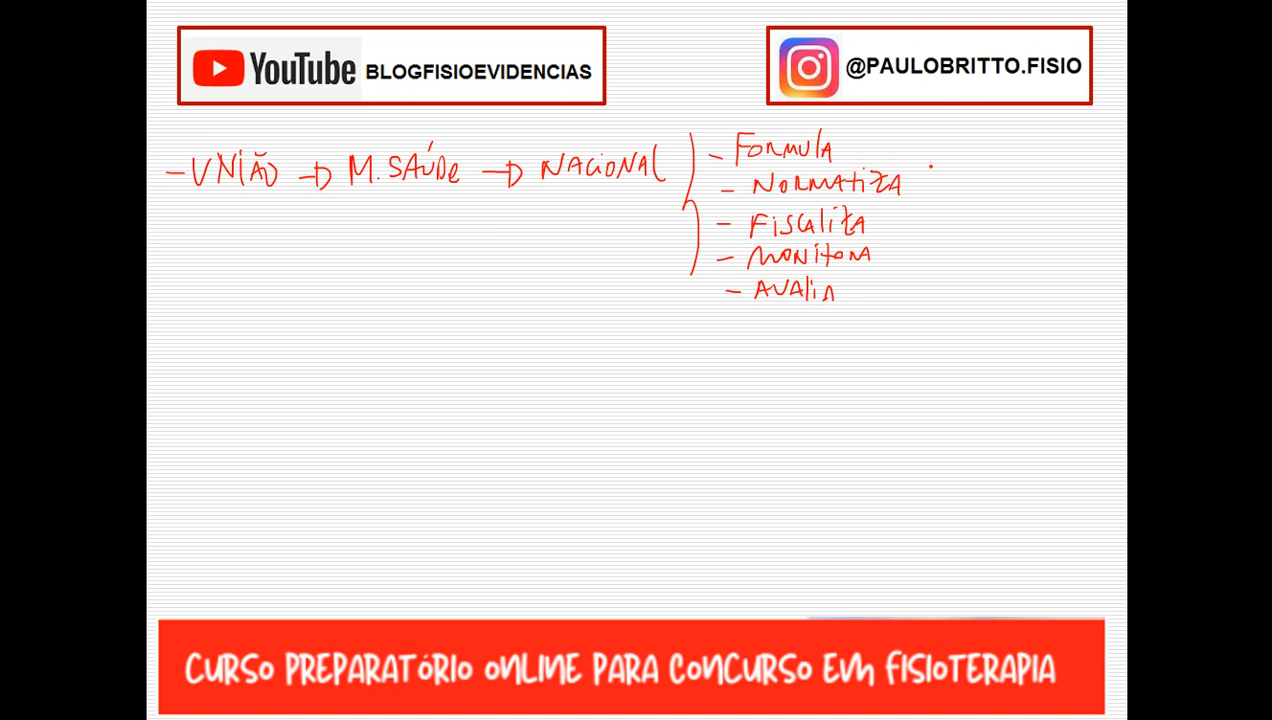 YouTube BLOGFISIOEVIDENCIAS
@PAULOBRITTO.FISIO
- UNIÃO → M. SAÚDE → NACIONAL
- FORMULA
- NORMATIZA
- FISCALIZA
- MONITORA
- AVALIA
CURSO PREPARATÓRIO ONLINE PARA CONCURSO EM FISIOTERAPIA